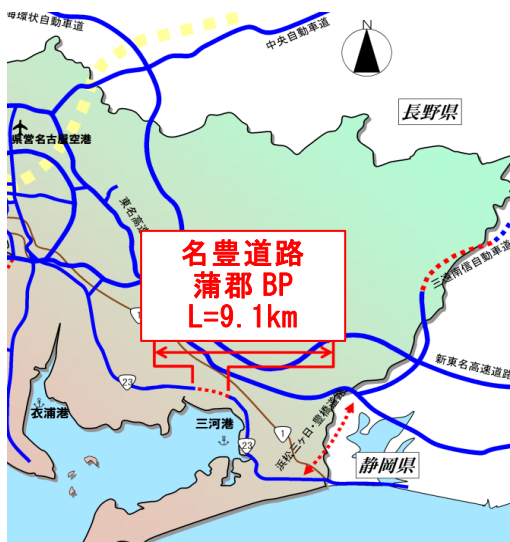 海環状自動車道
中央自動車道
N
長野県
県営名古屋空港
東名高速道
三遠南信自動車道
名豊道路
蒲郡 BP
L=9.1km
1
新東名高速道路
23
衣浦港
三河港
23
1
浜松三ヶ日・豊橋道路
静岡県